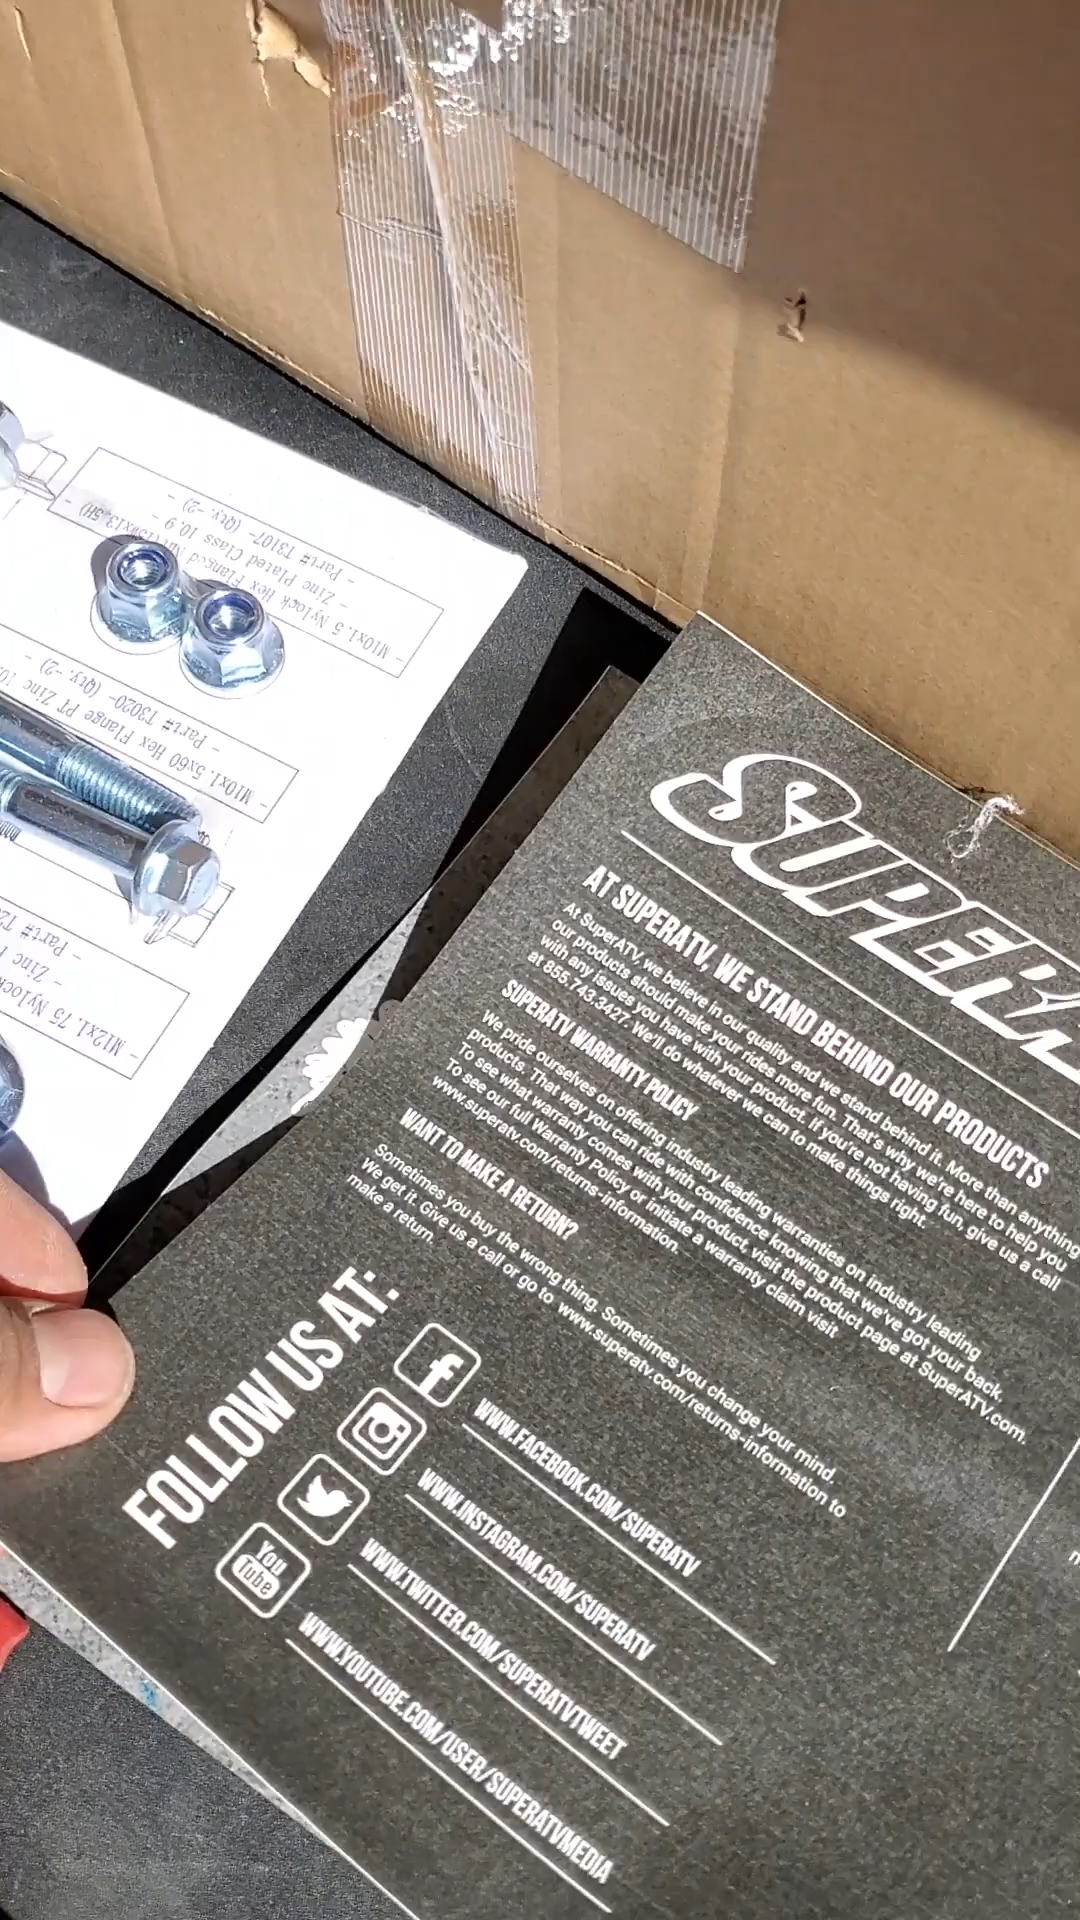 SUPER
AT SUPERATV, WE STAND BEHIND OUR PRODUCTS
At SuperATV, we believe in our quality and we stand behind it. More than anything
our products should make your rides more fun. That's why we're here to help you
with any issues you have with your product. If you're not having fun, give us a call
at 855.743.3427. We'll do whatever we can to make things right.
SUPERATV WARRANTY POLICY
We pride ourselves on offering industry leading warranties on industry leading
products. That way you can ride with confidence knowing that we've got your back.
To see what warranty comes with your product, visit the product page at SuperATV.com.
To see our full Warranty Policy or initiate a warranty claim visit
www.superatv.com/returns-information.
WANT TO MAKE A RETURN?
Sometimes you buy the wrong thing. Sometimes you change your mind.
We get it. Give us a call or go to www.superatv.com/returns-information to
make a return.
FOLLOW US AT:
WWW.FACEBOOK.COM/SUPERATV
WWW.INSTAGRAM.COM/SUPERATV
WWW.TWITTER.COM/SUPERATVTWEET
You Tube
WWW.YOUTUBE.COM/USER/SUPERATVMEDIA
M12x1.75 Nylock
- Zinc
- Part#
- M10x1.5x60 Hex Flange PT Zinc
- Part# T3020- (Qty.-2) -
- M10x1.5 Nylock Hex Flanged
- Zinc Plated Class 10.9 -
- Part# T3107- (Qty.-2) -